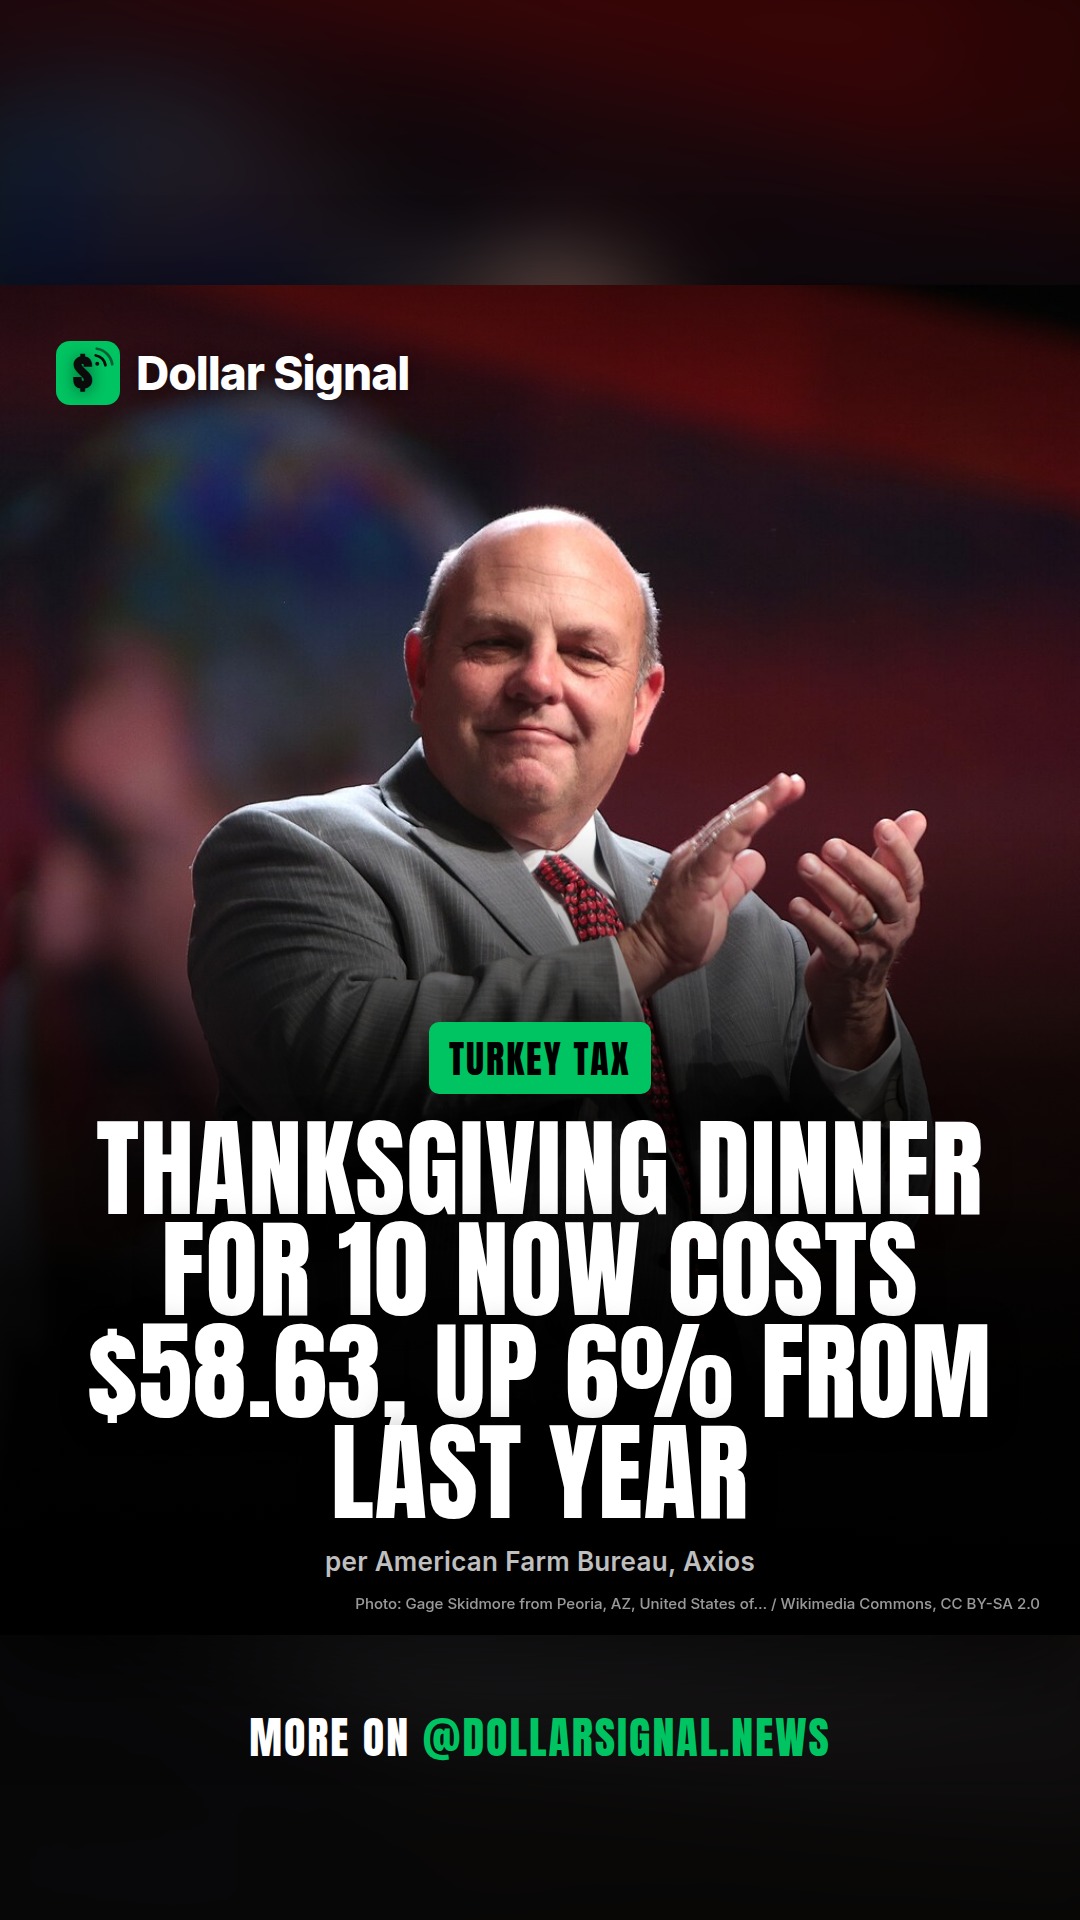 $
Dollar Signal
TURKEY TAX
THANKSGIVING DINNER
FOR 10 NOW COSTS
$58.63, UP 6% FROM
LAST YEAR
per American Farm Bureau, Axios
Photo: Gage Skidmore from Peoria, AZ, United States of... / Wikimedia Commons, CC BY-SA 2.0
MORE ON @DOLLARSIGNAL.NEWS